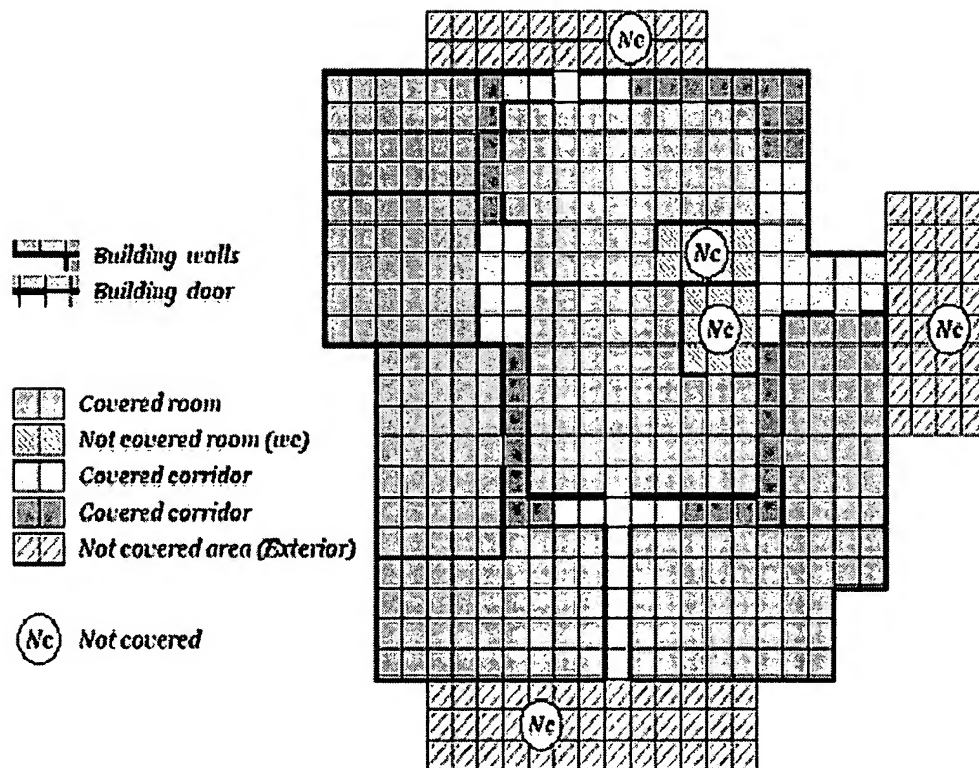 Nc
Building walls
Nc
Building door
Nc
Nc
Covered room
Not covered room (wc)
Covered corridor
Covered corridor
Not covered area (Exterior)
Nc Not covered
Nc